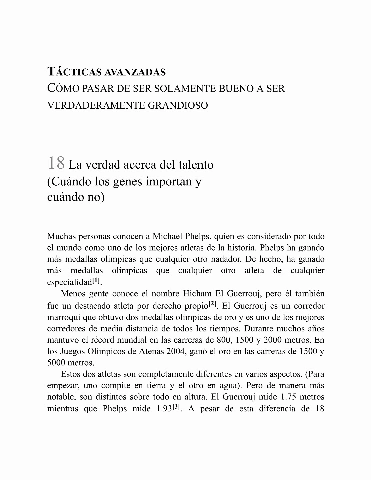 TÁCTICAS AVANZADAS
CÓMO PASAR DE SER SOLAMENTE BUENO A SER
VERDADERAMENTE GRANDIOSO
18 La verdad acerca del talento
(Cuándo los genes importan y
cuándo no)
Muchas personas conocen a Michael Phelps, quien es considerado por todo
el mundo como uno de los mejores atletas de la historia. Phelps ha ganado
más medallas olímpicas que cualquier otro nadador. De hecho, ha ganado
más medallas olímpicas que cualquier otro atleta de cualquier
especialidad[1].
Menos gente conoce el nombre Hicham El Guerrouj, pero él también
fue un destacado atleta por derecho propio[2]. El Guerrouj es un corredor
marroquí que obtuvo dos medallas olímpicas de oro y es uno de los mejores
corredores de media distancia de todos los tiempos. Durante muchos años
mantuvo el récord mundial en las carreras de 800, 1500 y 2000 metros. En
los Juegos Olímpicos de Atenas 2004, ganó el oro en las carreras de 1500 y
5000 metros.
Estos dos atletas son completamente diferentes en varios aspectos. (Para
empezar, uno compite en tierra y el otro en agua). Pero de manera más
notable, son distintos sobre todo en altura. El Guerrouj mide 1.75 metros
mientras que Phelps mide 1.93[3]. A pesar de esta diferencia de 18